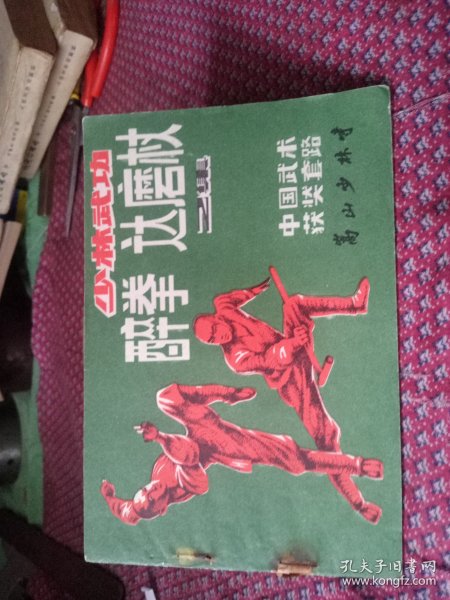 少林武功
醉拳 达磨杖
二集
中国武术
获奖套路
嵩山少林寺
孔夫子旧书网
www.kongfz.com